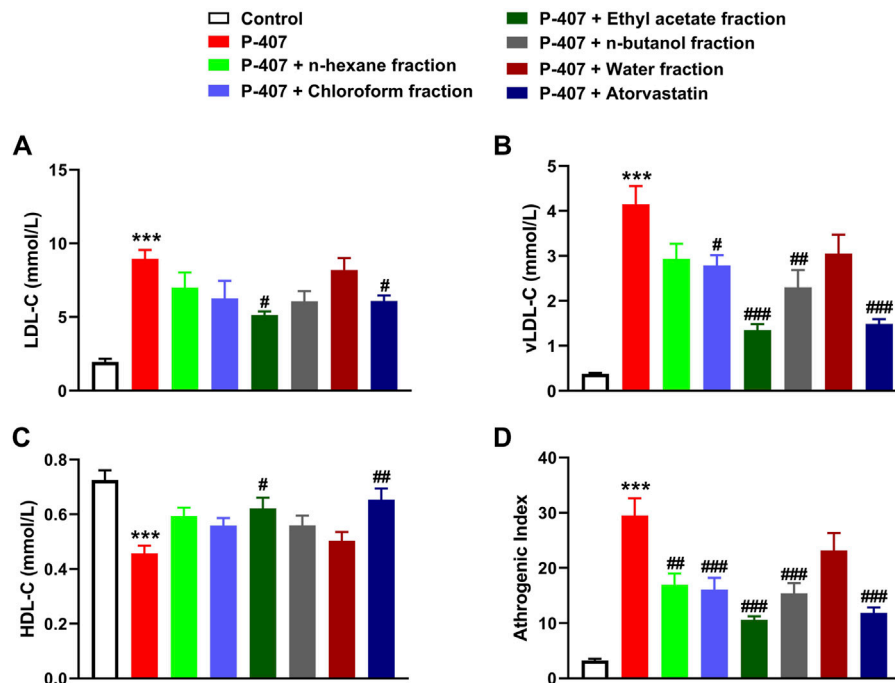 Control
P-407
P-407 + n-hexane fraction
P-407 + Chloroform fraction
P-407 + Ethyl acetate fraction
P-407 + n-butanol fraction
P-407 + Water fraction
P-407 + Atorvastatin
A
LDL-C (mmol/L)
15
10
5
0
***
#
#
B
vLDL-C (mmol/L)
5
4
3
2
1
0
***
#
###
##
###
C
HDL-C (mmol/L)
0.8
0.6
0.4
0.2
0.0
***
#
##
D
Athrogenic Index
40
30
20
10
0
***
##
###
###
###
###